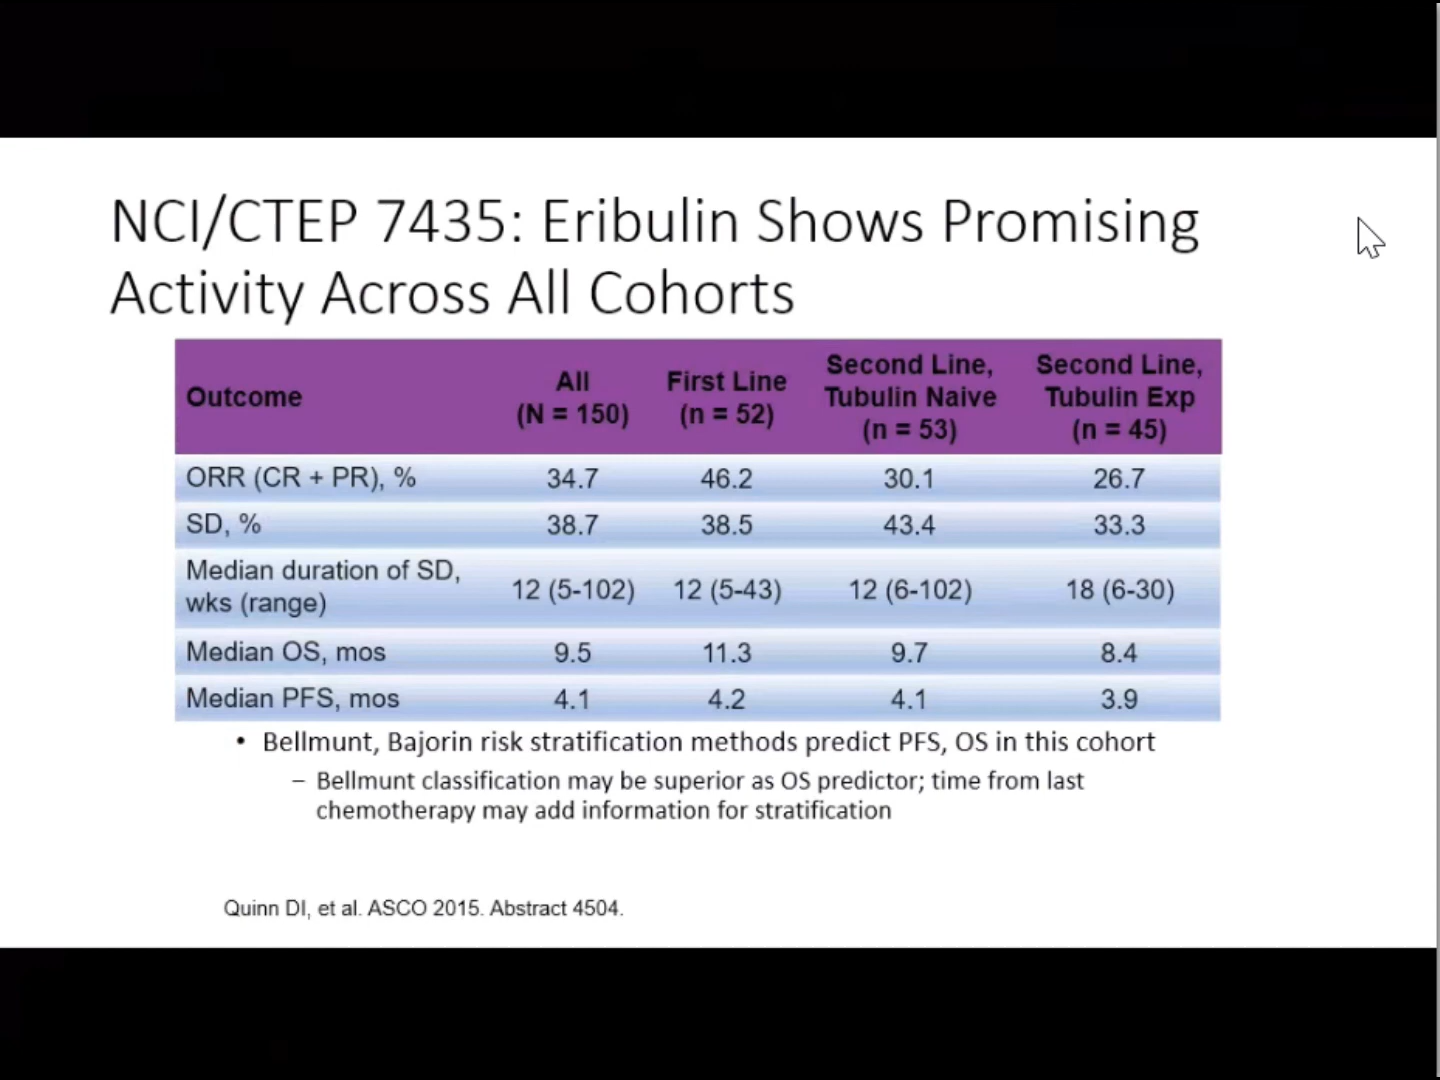 NCI/CTEP 7435: Eribulin Shows Promising
Activity Across All Cohorts
Outcome All (N = 150) First Line (n = 52) Second Line, Tubulin Naive (n = 53) Second Line, Tubulin Exp (n = 45)
ORR (CR + PR), % 34.7 46.2 30.1 26.7
SD, % 38.7 38.5 43.4 33.3
Median duration of SD, wks (range) 12 (5-102) 12 (5-43) 12 (6-102) 18 (6-30)
Median OS, mos 9.5 11.3 9.7 8.4
Median PFS, mos 4.1 4.2 4.1 3.9
• Bellmunt, Bajorin risk stratification methods predict PFS, OS in this cohort
– Bellmunt classification may be superior as OS predictor; time from last
chemotherapy may add information for stratification
Quinn DI, et al. ASCO 2015. Abstract 4504.